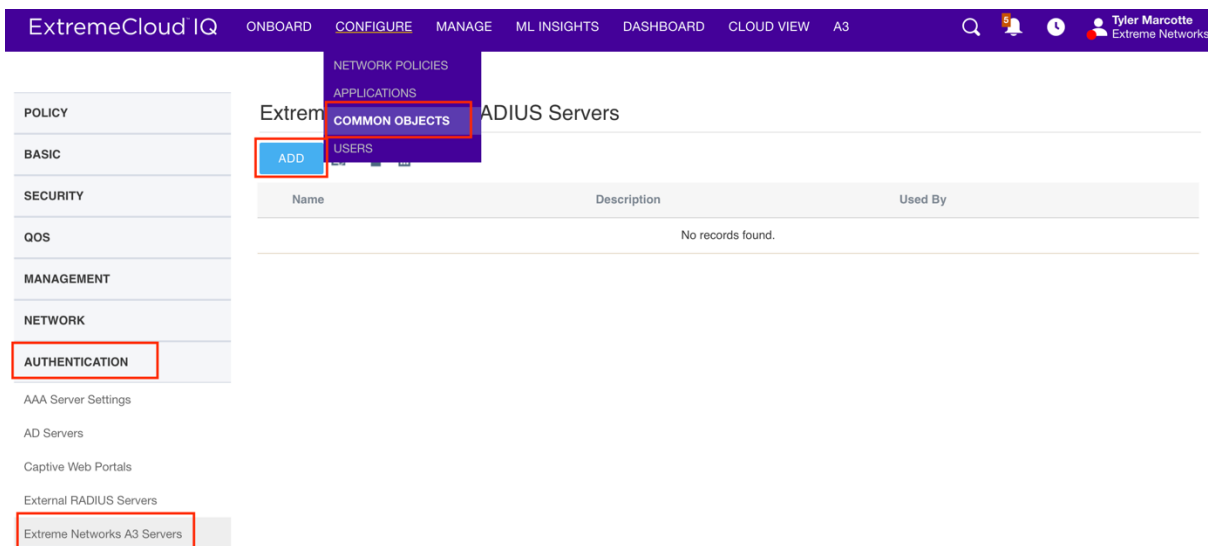 ExtremeCloud IQ ONBOARD CONFIGURE MANAGE ML INSIGHTS DASHBOARD CLOUD VIEW A3 5 Tyler Marcotte
Extreme Networks
NETWORK POLICIES
APPLICATIONS
COMMON OBJECTS
USERS
POLICY
BASIC
SECURITY
QOS
MANAGEMENT
NETWORK
AUTHENTICATION
AAA Server Settings
AD Servers
Captive Web Portals
External RADIUS Servers
Extreme Networks A3 Servers
Extrem ADIUS Servers
ADD
Name Description Used By
No records found.